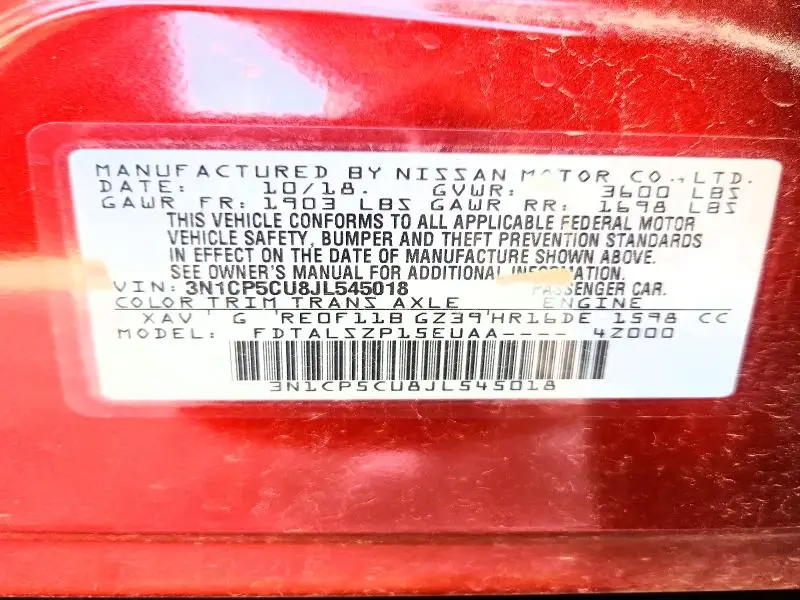 MANUFACTURED BY NISSAN MOTOR CO., LTD.
DATE: 10/18. GVWR: 3600 LBS
GAWR FR: 1903 LBS GAWR RR: 1698 LBS
THIS VEHICLE CONFORMS TO ALL APPLICABLE FEDERAL MOTOR
VEHICLE SAFETY, BUMPER AND THEFT PREVENTION STANDARDS
IN EFFECT ON THE DATE OF MANUFACTURE SHOWN ABOVE.
SEE OWNER'S MANUAL FOR ADDITIONAL INFORMATION.
VIN: 3N1CP5CU8JL545018 PASSENGER CAR.
COLOR TRIM TRANS AXLE ENGINE
XAV G RE0F11B GZ39 HR16DE 1598 CC
MODEL: FDTALSZP15EUAA---- 4Z000
3N1CP5CU8JL545018